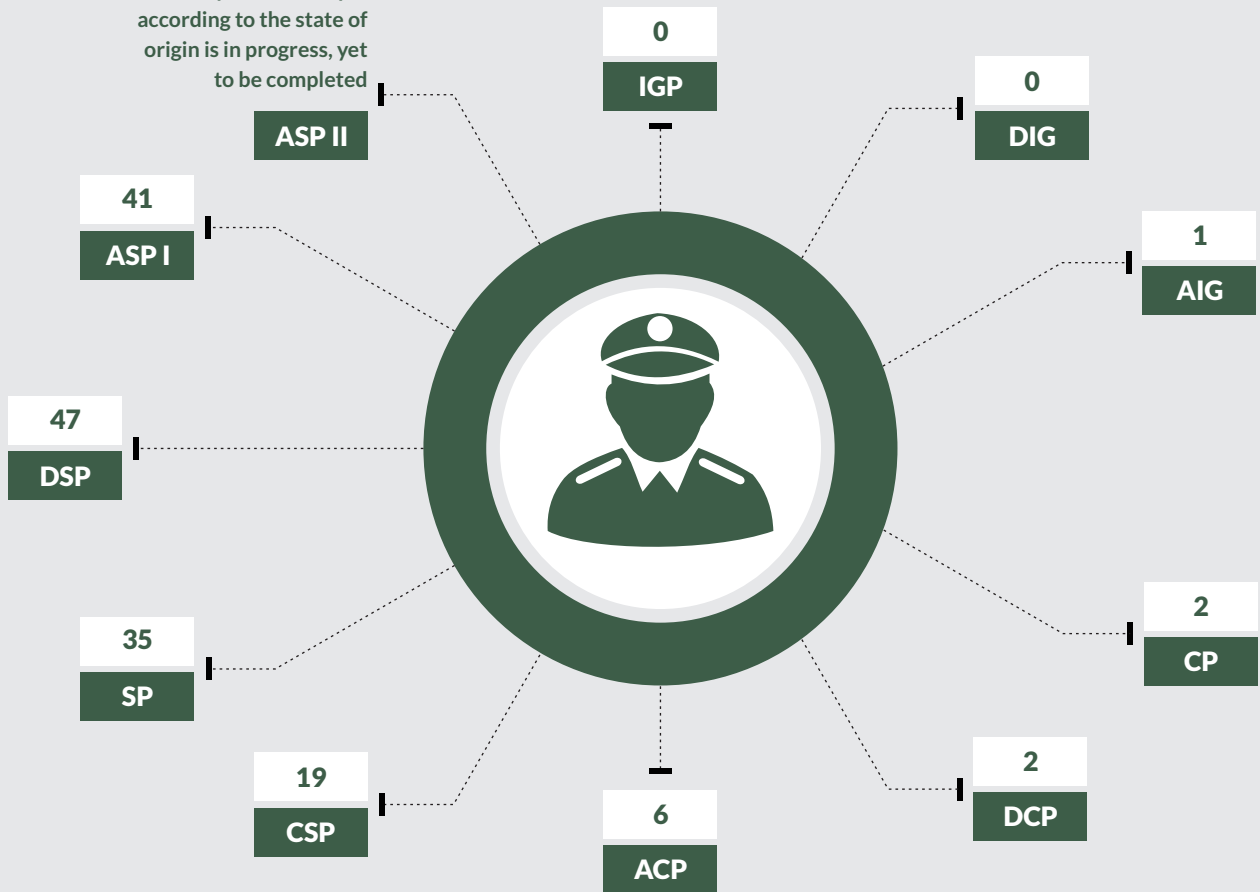 according to the state of
origin is in progress, yet
to be completed
ASP II
0
IGP
0
DIG
1
AIG
2
CP
2
DCP
6
ACP
19
CSP
35
SP
47
DSP
41
ASP I